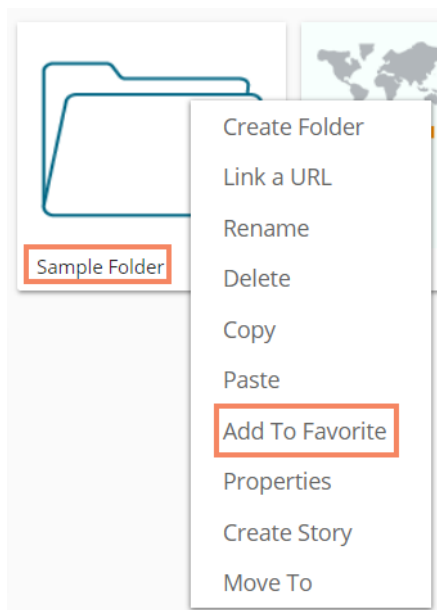 Sample Folder
Create Folder
Link a URL
Rename
Delete
Copy
Paste
Add To Favorite
Properties
Create Story
Move To